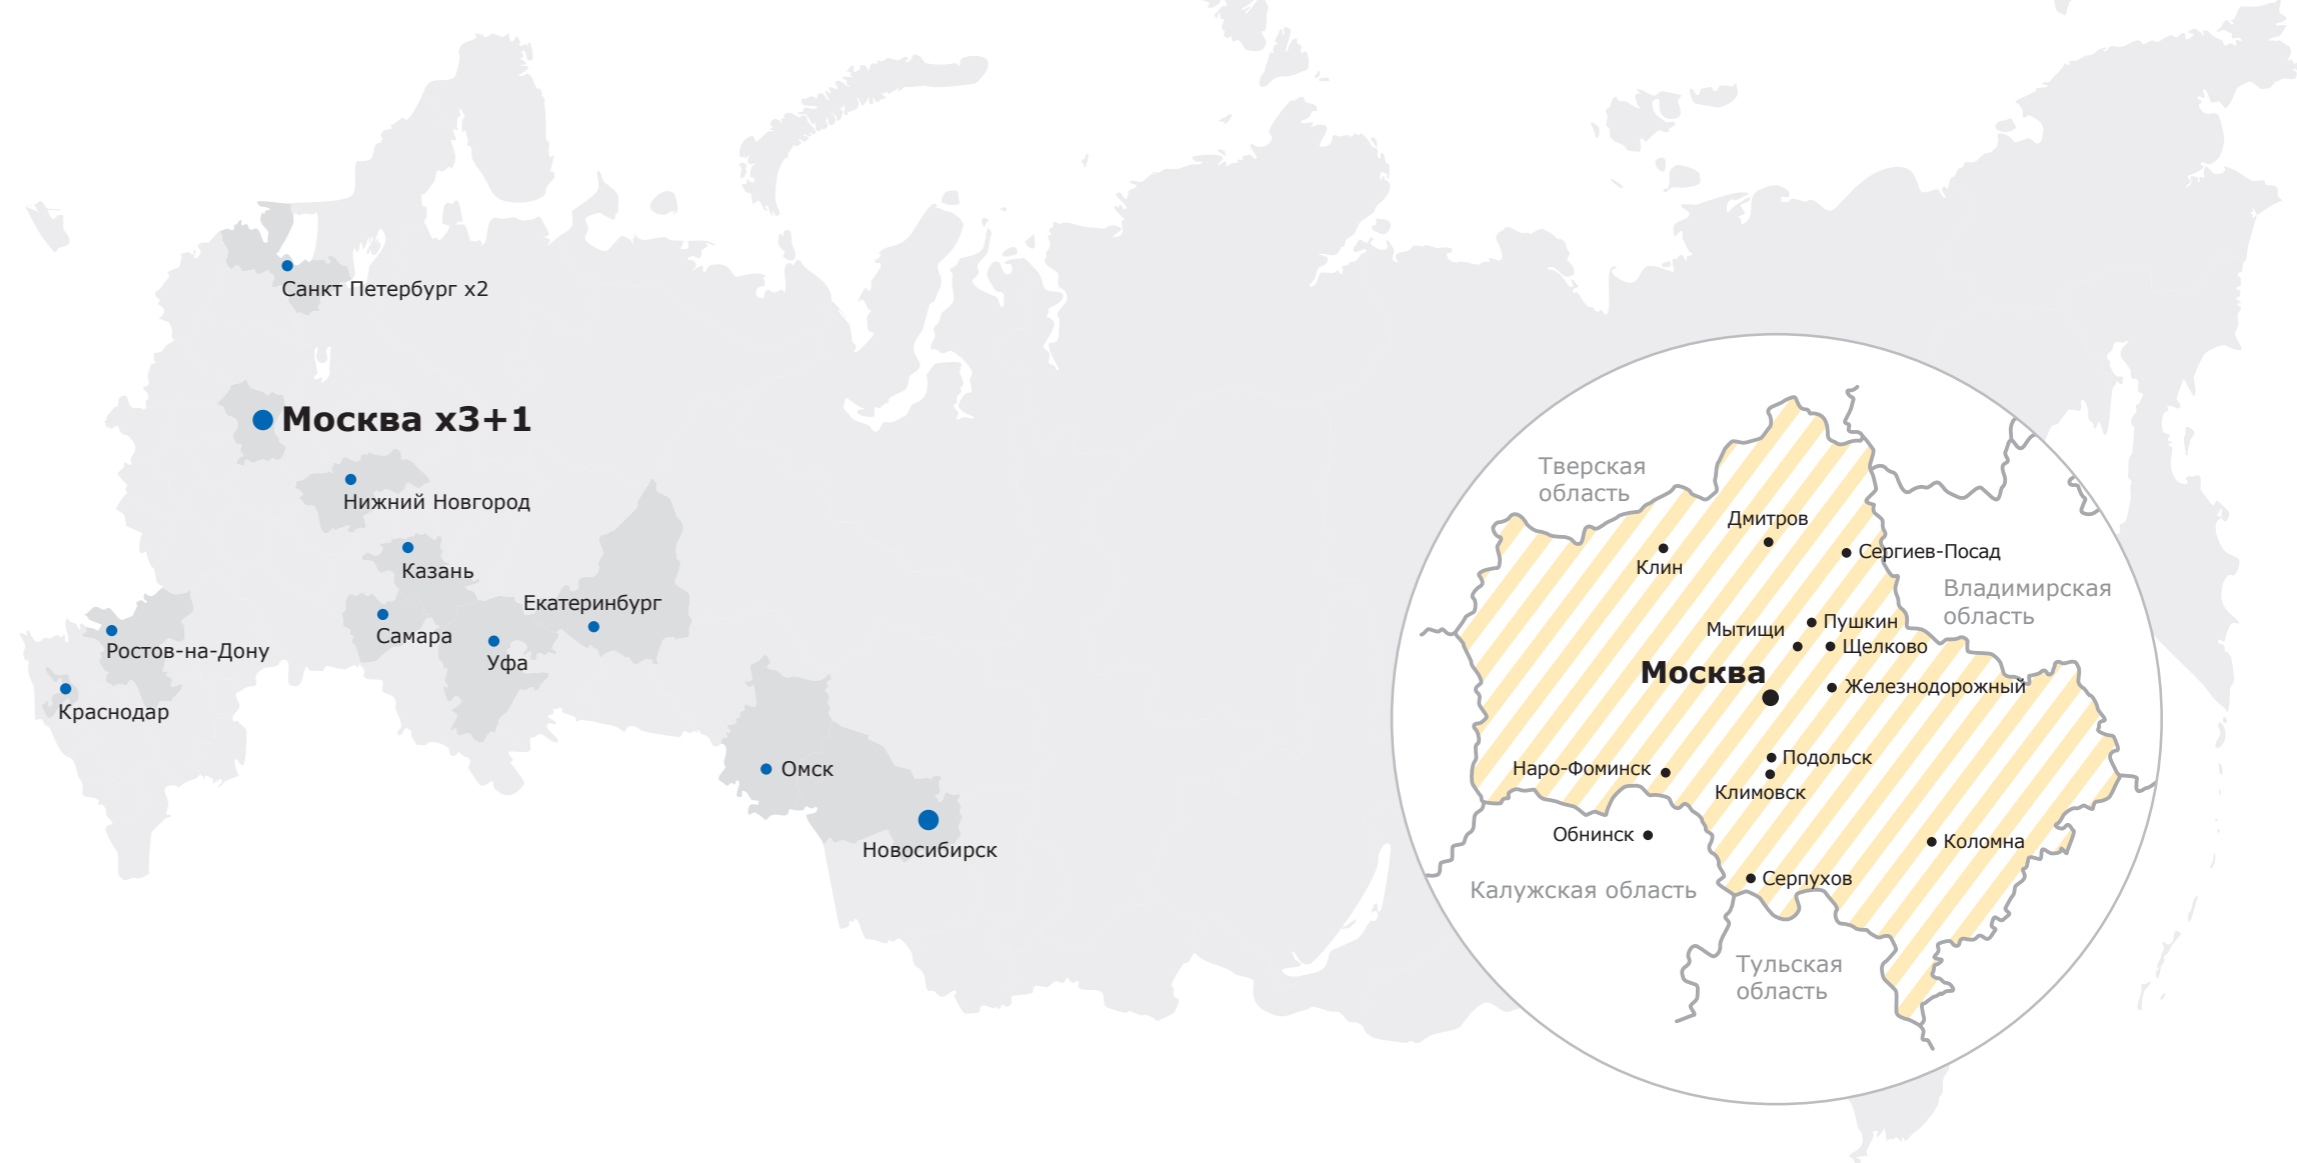 Санкт Петербург x2
Москва x3+1
Нижний Новгород
Казань
Екатеринбург
Самара
Ростов-на-Дону
Уфа
Краснодар
Омск
Новосибирск
Тверская
область
Дмитров
Сергиев-Посад
Клин
Владимирская
область
Пушкин
Мытищи
Щелково
Москва
Железнодорожный
Подольск
Наро-Фоминск
Климовск
Обнинск
Коломна
Серпухов
Калужская область
Тульская
область